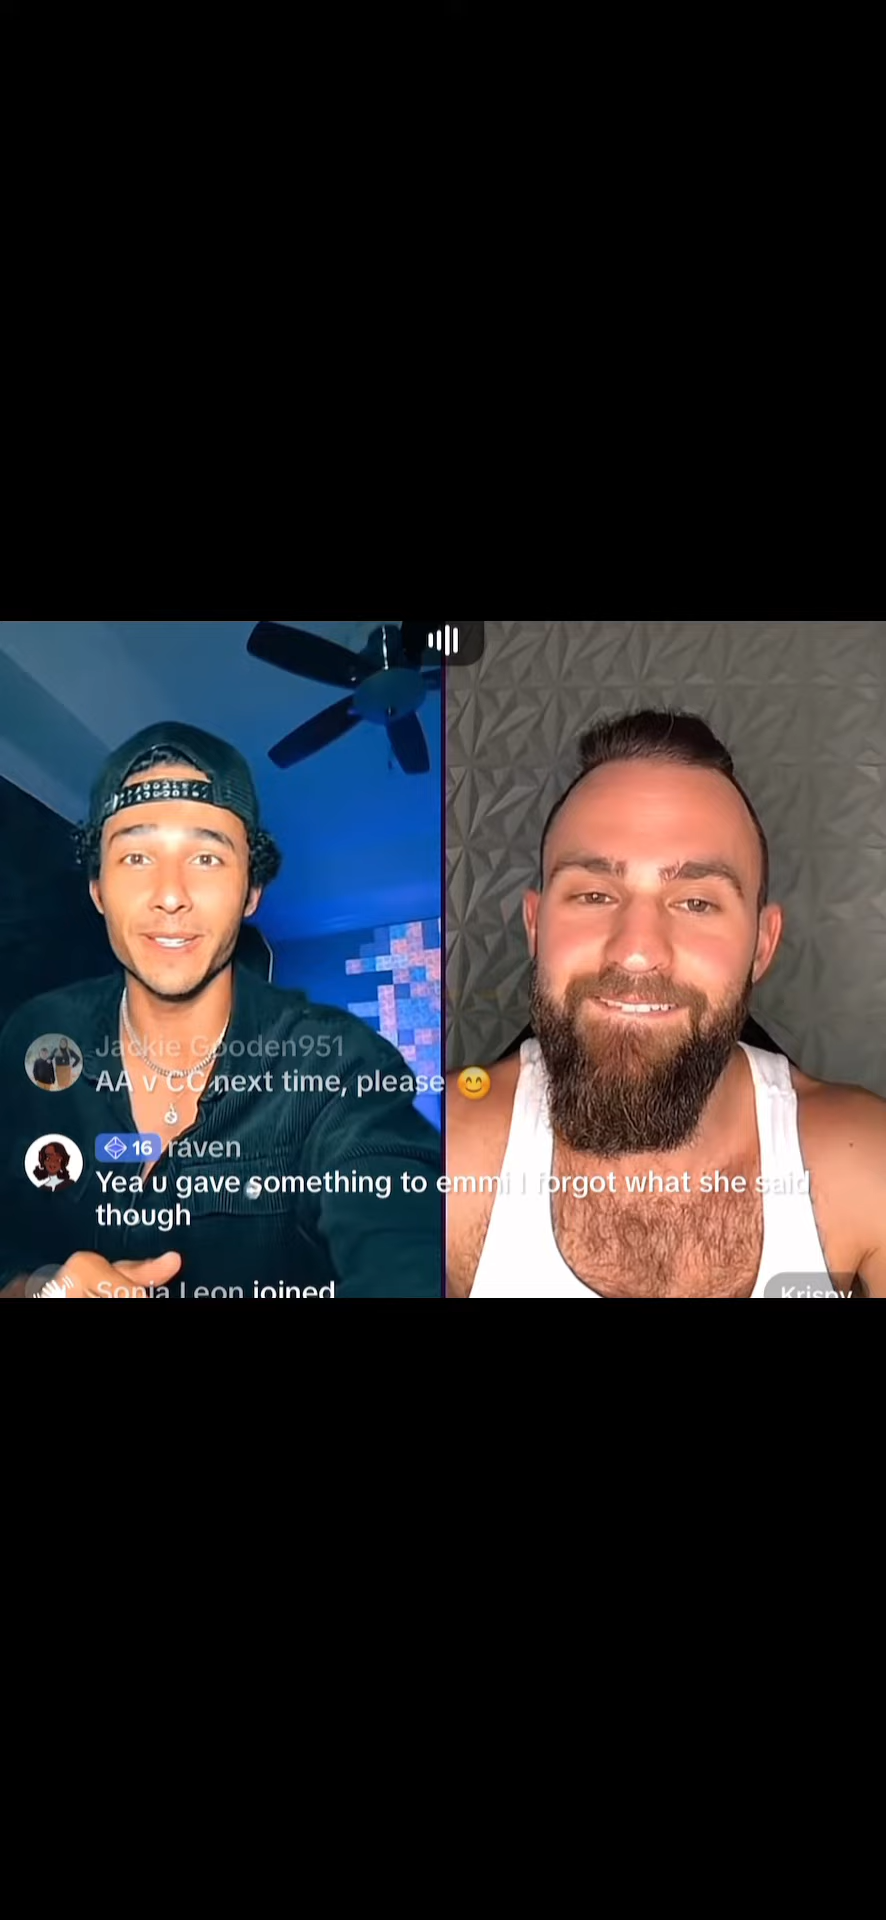 Jackie Gooden951
AA v CC next time, please 😊
16 raven
Yea u gave something to emmi I forgot what she said
though
Sonia Leon joined
Krispy